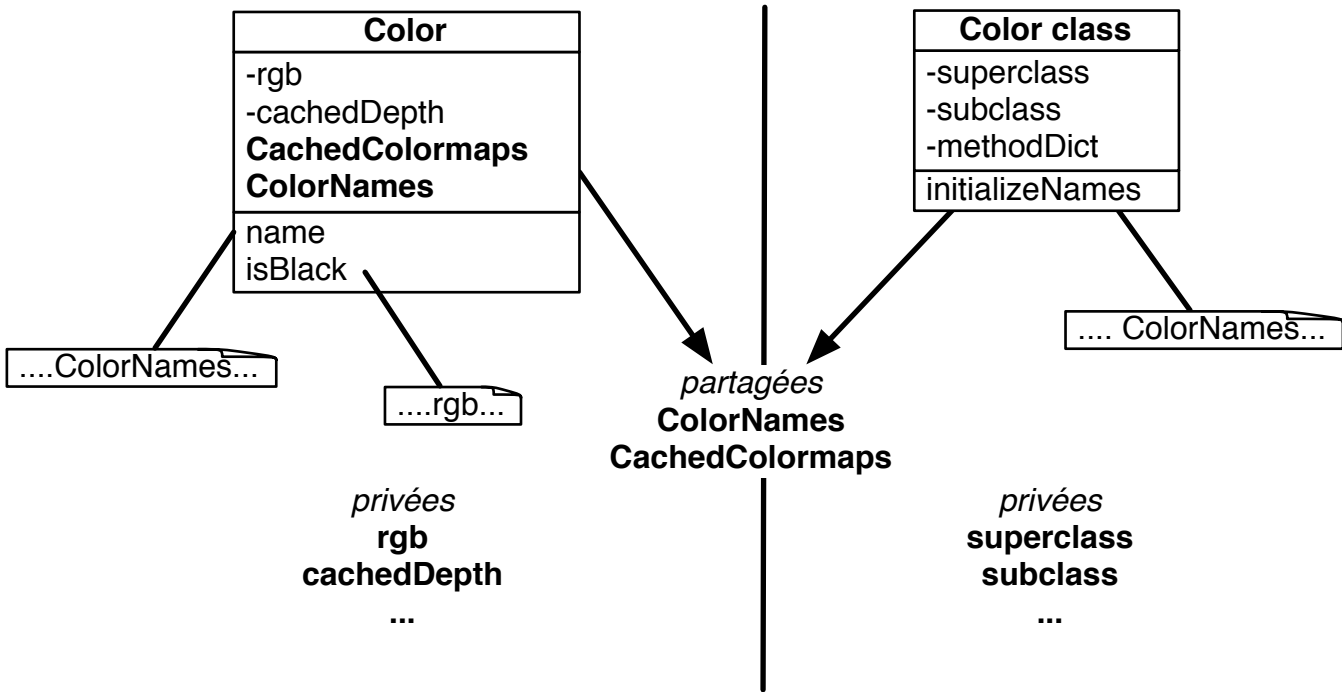 Color
-rgb
-cachedDepth
CachedColormaps
ColorNames
name
isBlack
....ColorNames...
....rgb...
privées
rgb
cachedDepth
...
partagées
ColorNames
CachedColormaps
Color class
-superclass
-subclass
-methodDict
initializeNames
.... ColorNames...
privées
superclass
subclass
...